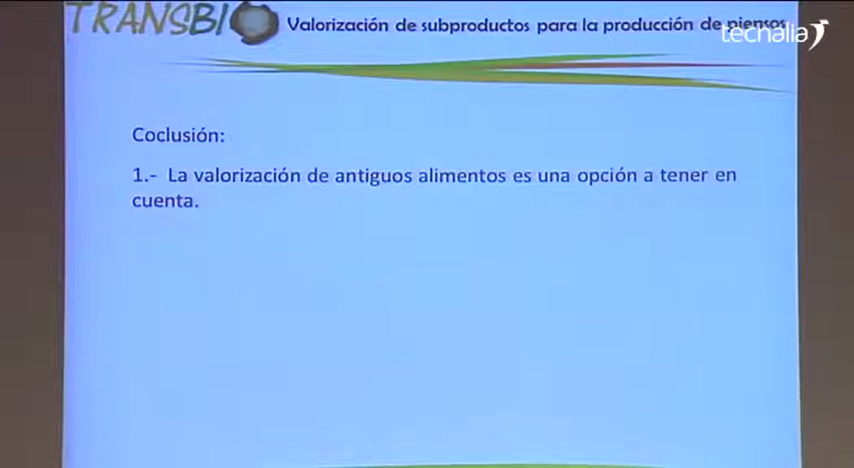 TRANSBIO
Valorización de subproductos para la producción de piensos
tecnalia
Coclusión:
1.- La valorización de antiguos alimentos es una opción a tener en
cuenta.